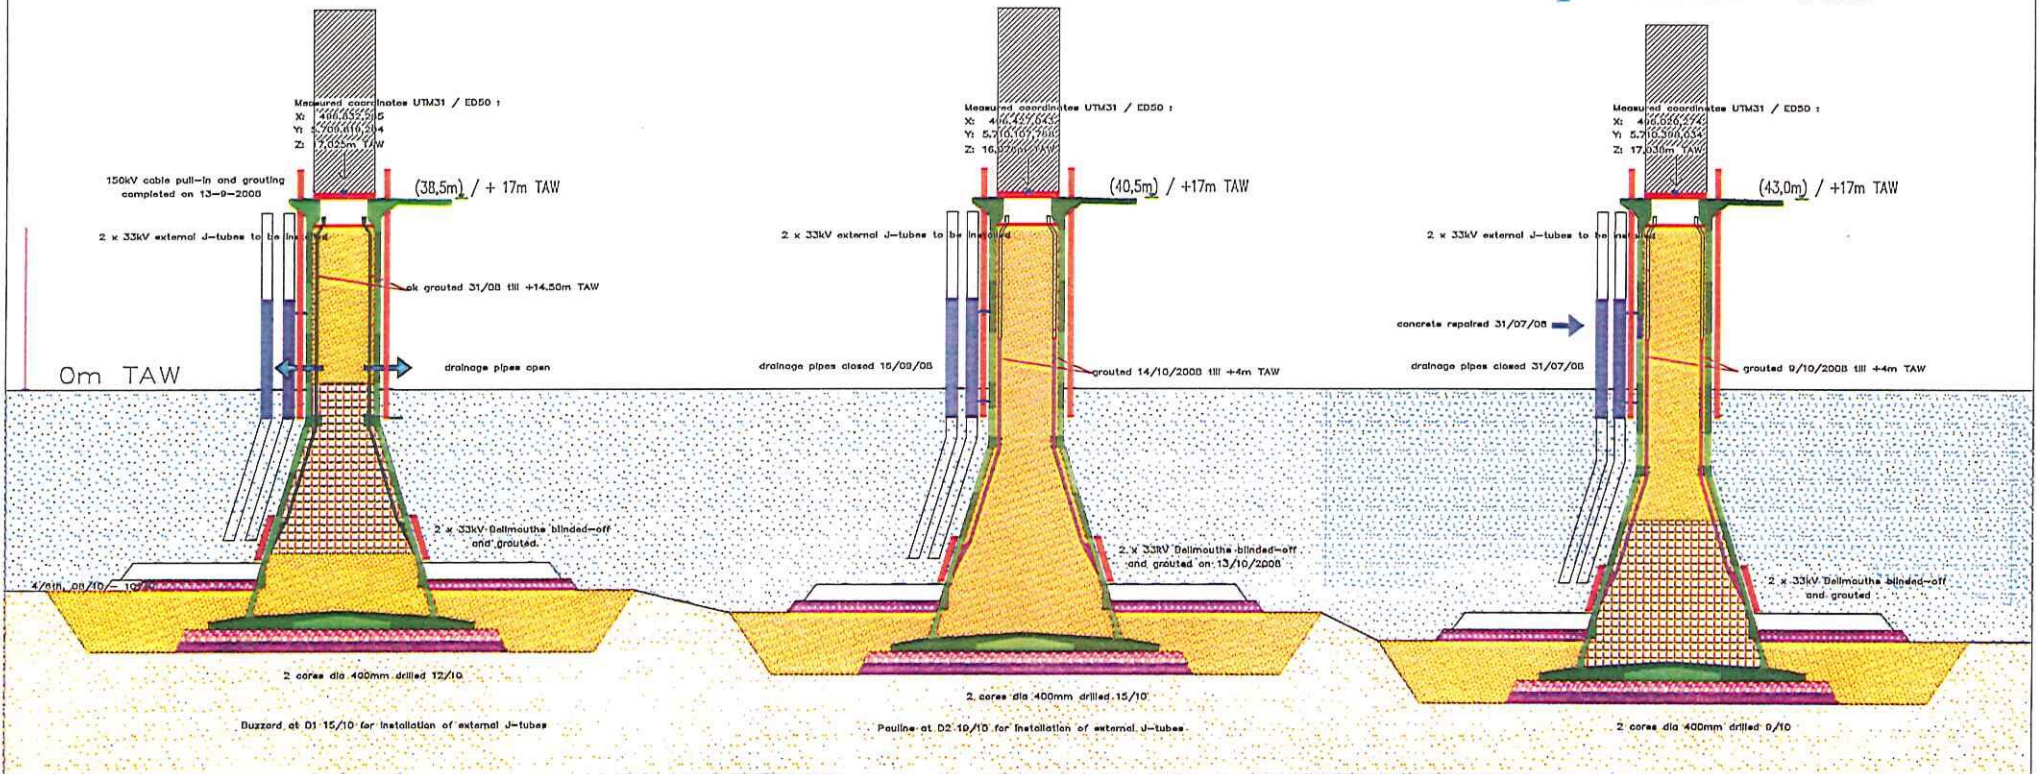 Measured coordinates UTM31 / ED50 :
X:
Y:
Z: 17,025m TAW
150kV cable pull-in and grouting
completed on 13-9-2008
(38,5m) / + 17m TAW
2 x 33kV external J-tubes to be installed
ok grouted 31/08 till +14.50m TAW
0m TAW
drainage pipes open
2 x 33kV Bellmouths blinded-off
and grouted.
2 cores dia 400mm drilled 12/10
Buzzard at D1 15/10 for installation of external J-tubes
Measured coordinates UTM31 / ED50 :
X:
Y:
Z: TAW
(40,5m) / +17m TAW
2 x 33kV external J-tubes to be installed
drainage pipes closed
grouted 14/10/2008 till +4m TAW
2 x 33kV Bellmouths blinded-off
and grouted on 13/10/2008
2 cores dia 400mm drilled 15/10
Pauline at D2 for installation of external J-tubes
Measured coordinates UTM31 / ED50 :
X:
Y:
Z: TAW
(43,0m) / +17m TAW
2 x 33kV external J-tubes to be
concrete repaired 31/07/08
drainage pipes closed 31/07/08
grouted 9/10/2008 till +4m TAW
2 x 33kV Bellmouths blinded-off
and grouted
2 cores dia 400mm drilled